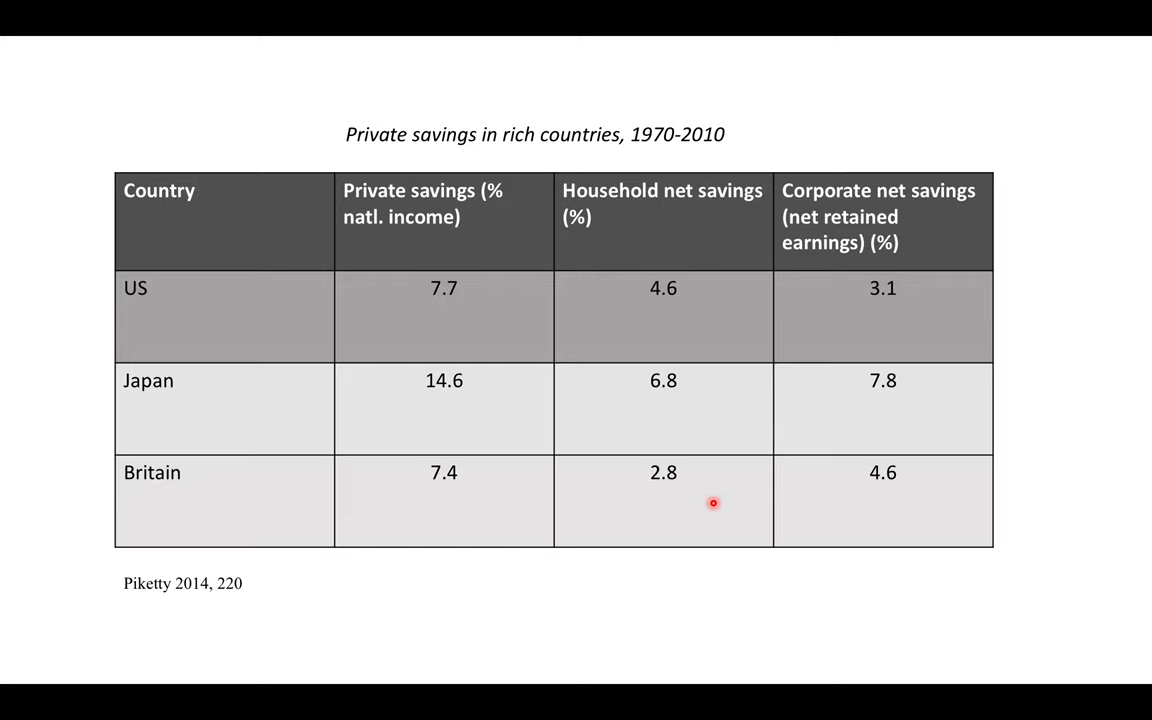 Private savings in rich countries, 1970-2010
Country
Private savings (%
natl. income)
Household net savings
(%)
Corporate net savings
(net retained
earnings) (%)
US
7.7
4.6
3.1
Japan
14.6
6.8
7.8
Britain
7.4
2.8
4.6
Piketty 2014, 220